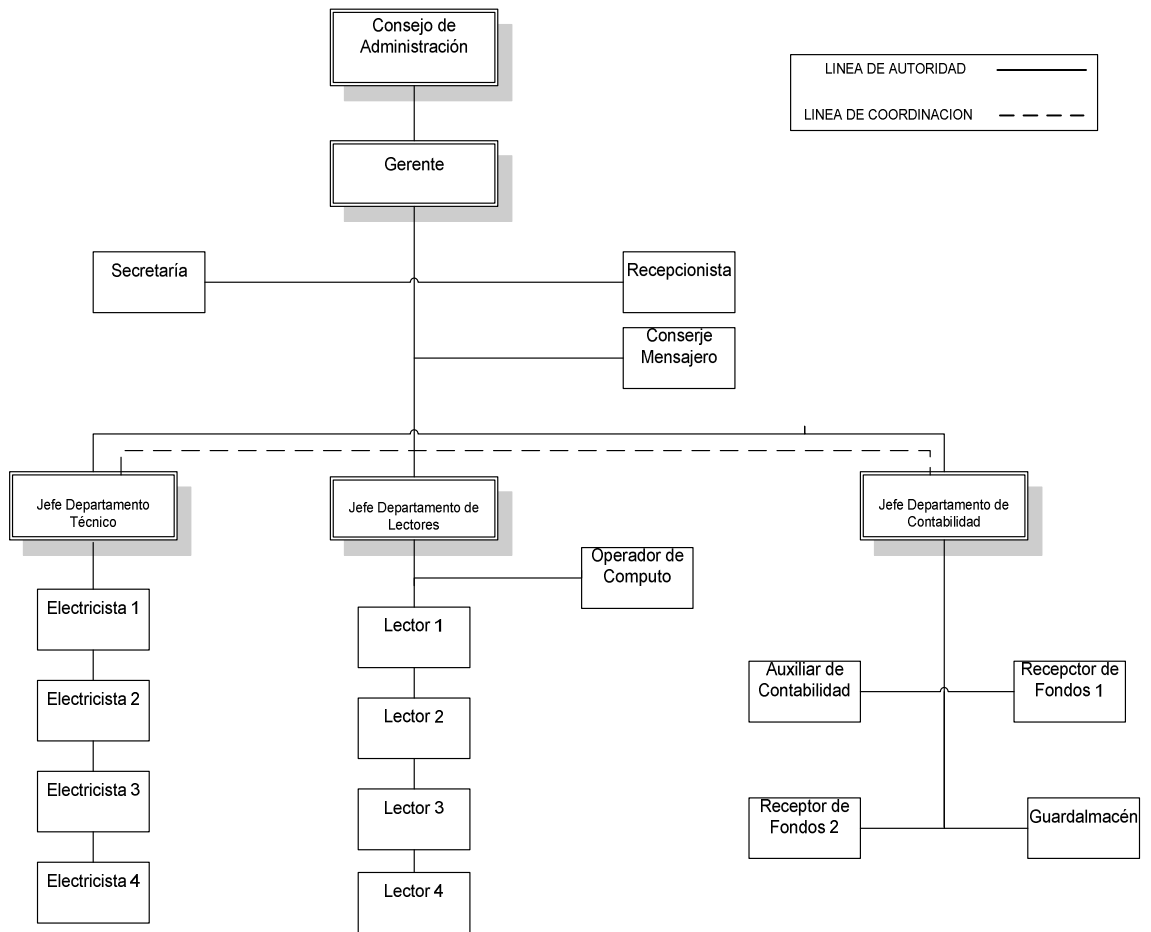 Consejo de
Administración
LINEA DE AUTORIDAD
LINEA DE COORDINACION
Gerente
Secretaría
Recepcionista
Conserje
Mensajero
Jefe Departamento
Técnico
Jefe Departamento de
Lectores
Jefe Departamento de
Contabilidad
Operador de
Computo
Electricista 1
Electricista 2
Electricista 3
Electricista 4
Lector 1
Lector 2
Lector 3
Lector 4
Auxiliar de
Contabilidad
Recepctor de
Fondos 1
Receptor de
Fondos 2
Guardalmacén